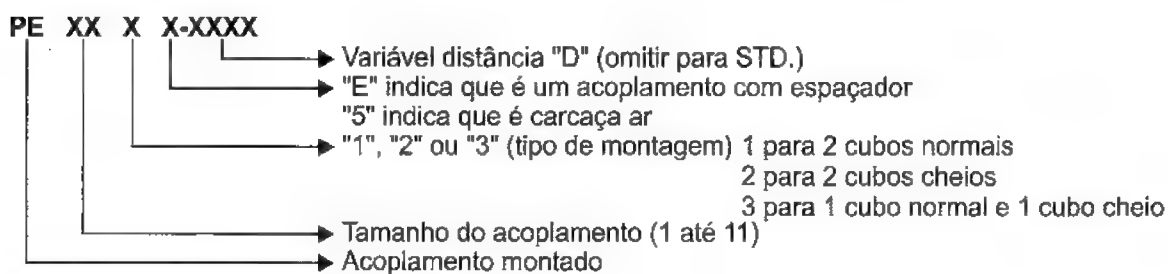 PE XX X X-XXXX
Variável distância "D" (omitir para STD.)
"E" indica que é um acoplamento com espaçador
"5" indica que é carcaça ar
"1", "2" ou "3" (tipo de montagem) 1 para 2 cubos normais
2 para 2 cubos cheios
3 para 1 cubo normal e 1 cubo cheio
Tamanho do acoplamento (1 até 11)
Acoplamento montado